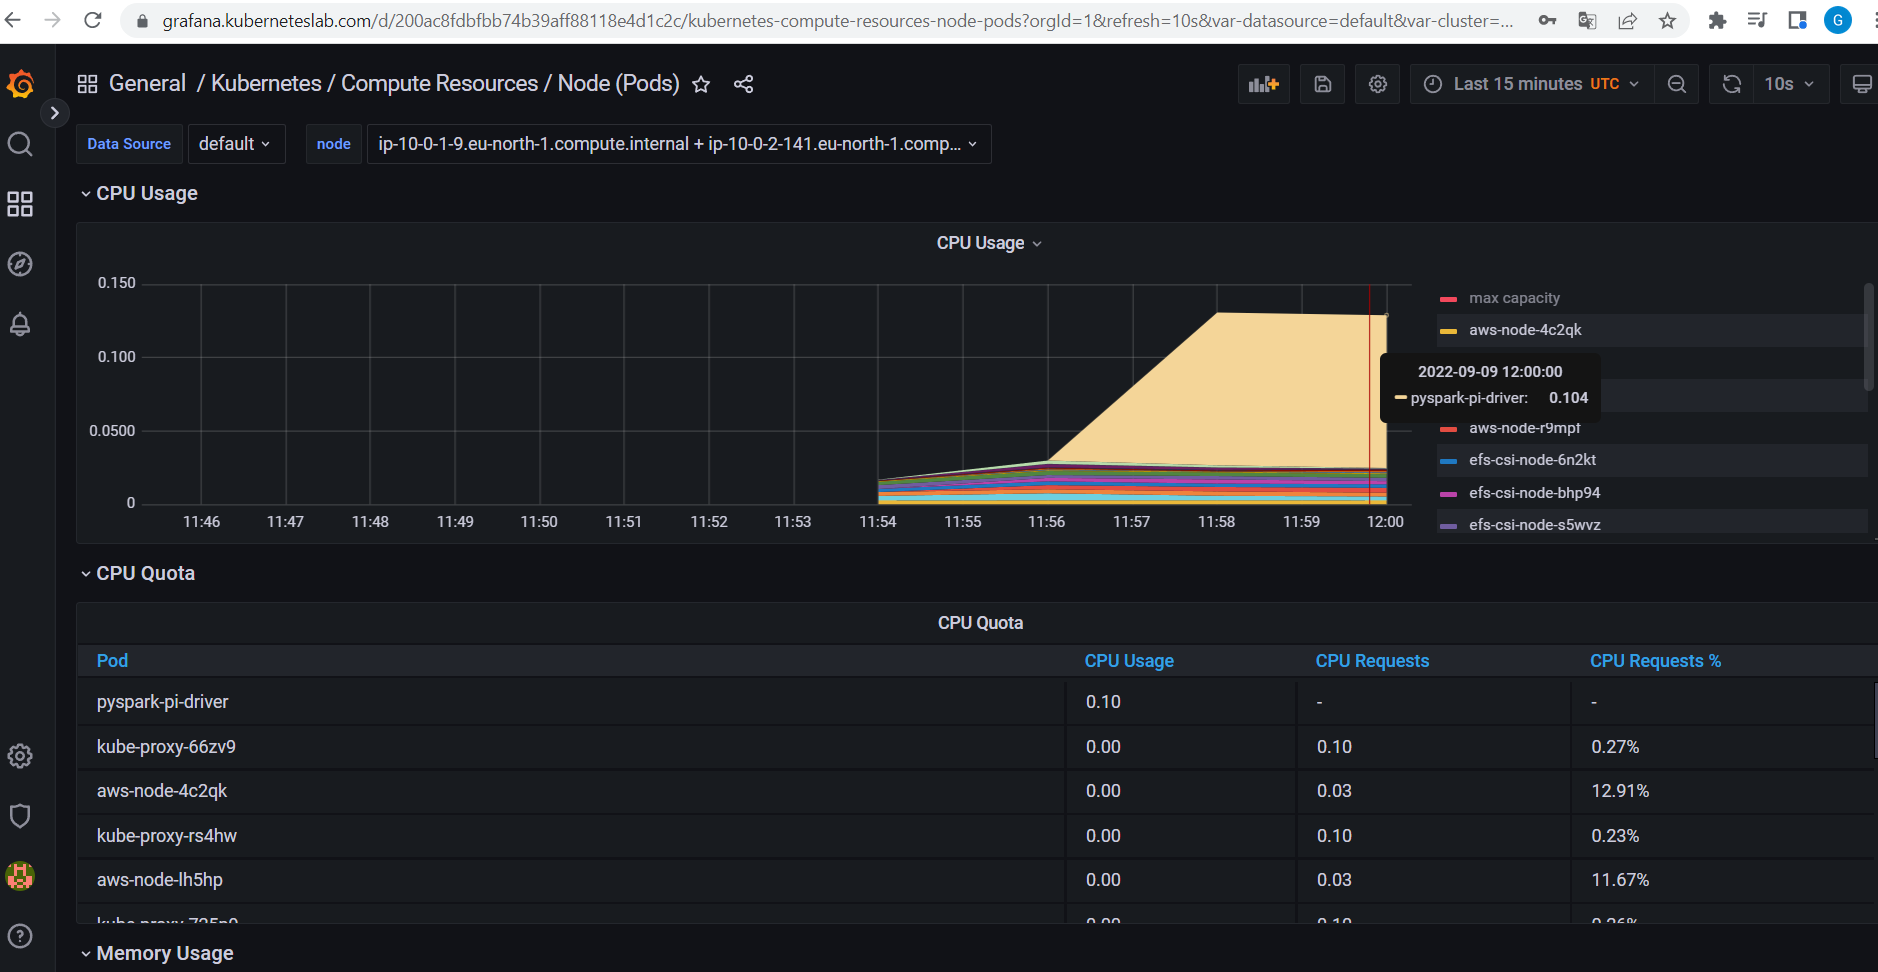 grafana.kuberneteslab.com/d/200ac8fdbfbb74b39aff88118e4d1c2c/kubernetes-compute-resources-node-pods?orgId=1&refresh=10s&var-datasource=default&var-cluster=...
G
General / Kubernetes / Compute Resources / Node (Pods)
Last 15 minutes UTC
10s
Data Source default node ip-10-0-1-9.eu-north-1.compute.internal + ip-10-0-2-141.eu-north-1.comp...
CPU Usage
CPU Usage
0.150
0.100
0.0500
0
11:46 11:47 11:48 11:49 11:50 11:51 11:52 11:53 11:54 11:55 11:56 11:57 11:58 11:59 12:00
max capacity
aws-node-4c2qk
2022-09-09 12:00:00
pyspark-pi-driver: 0.104
aws-node-r9mpf
efs-csi-node-6n2kt
efs-csi-node-bhp94
efs-csi-node-s5wvz
CPU Quota
CPU Quota
Pod CPU Usage CPU Requests CPU Requests %
pyspark-pi-driver 0.10 - -
kube-proxy-66zv9 0.00 0.10 0.27%
aws-node-4c2qk 0.00 0.03 12.91%
kube-proxy-rs4hw 0.00 0.10 0.23%
aws-node-lh5hp 0.00 0.03 11.67%
Memory Usage